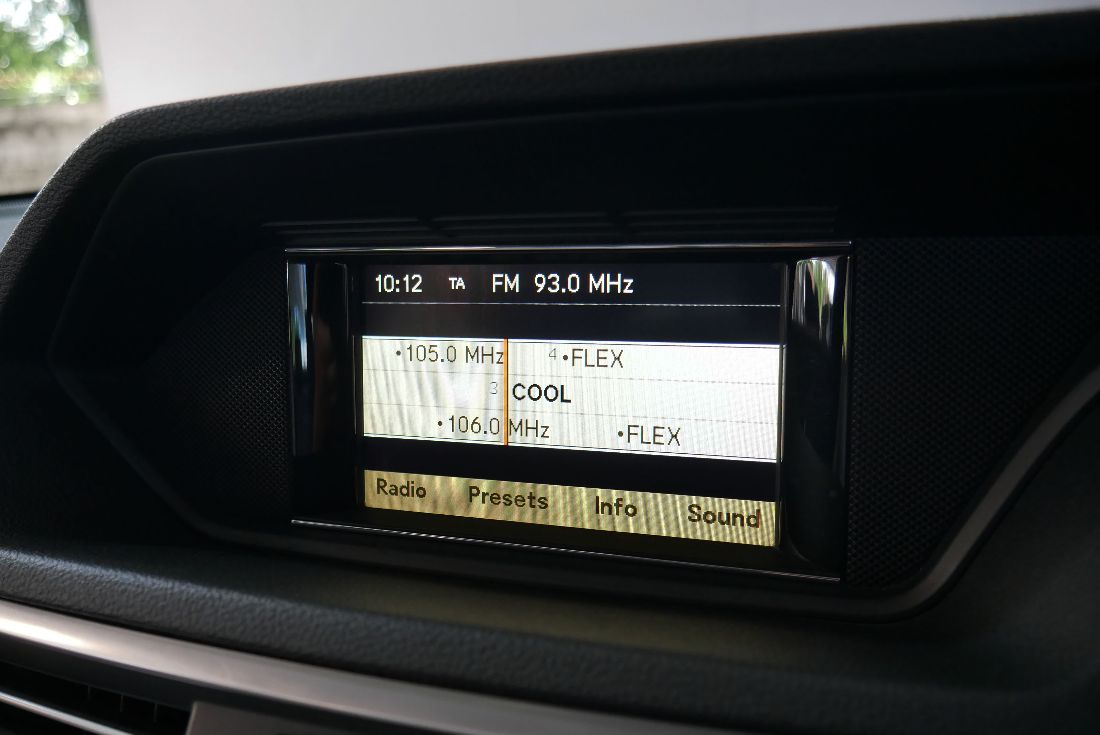 10:12 TA FM 93.0 MHz
•105.0 MHz 4 •FLEX
3 COOL
•106.0 MHz •FLEX
Radio Presets Info Sound